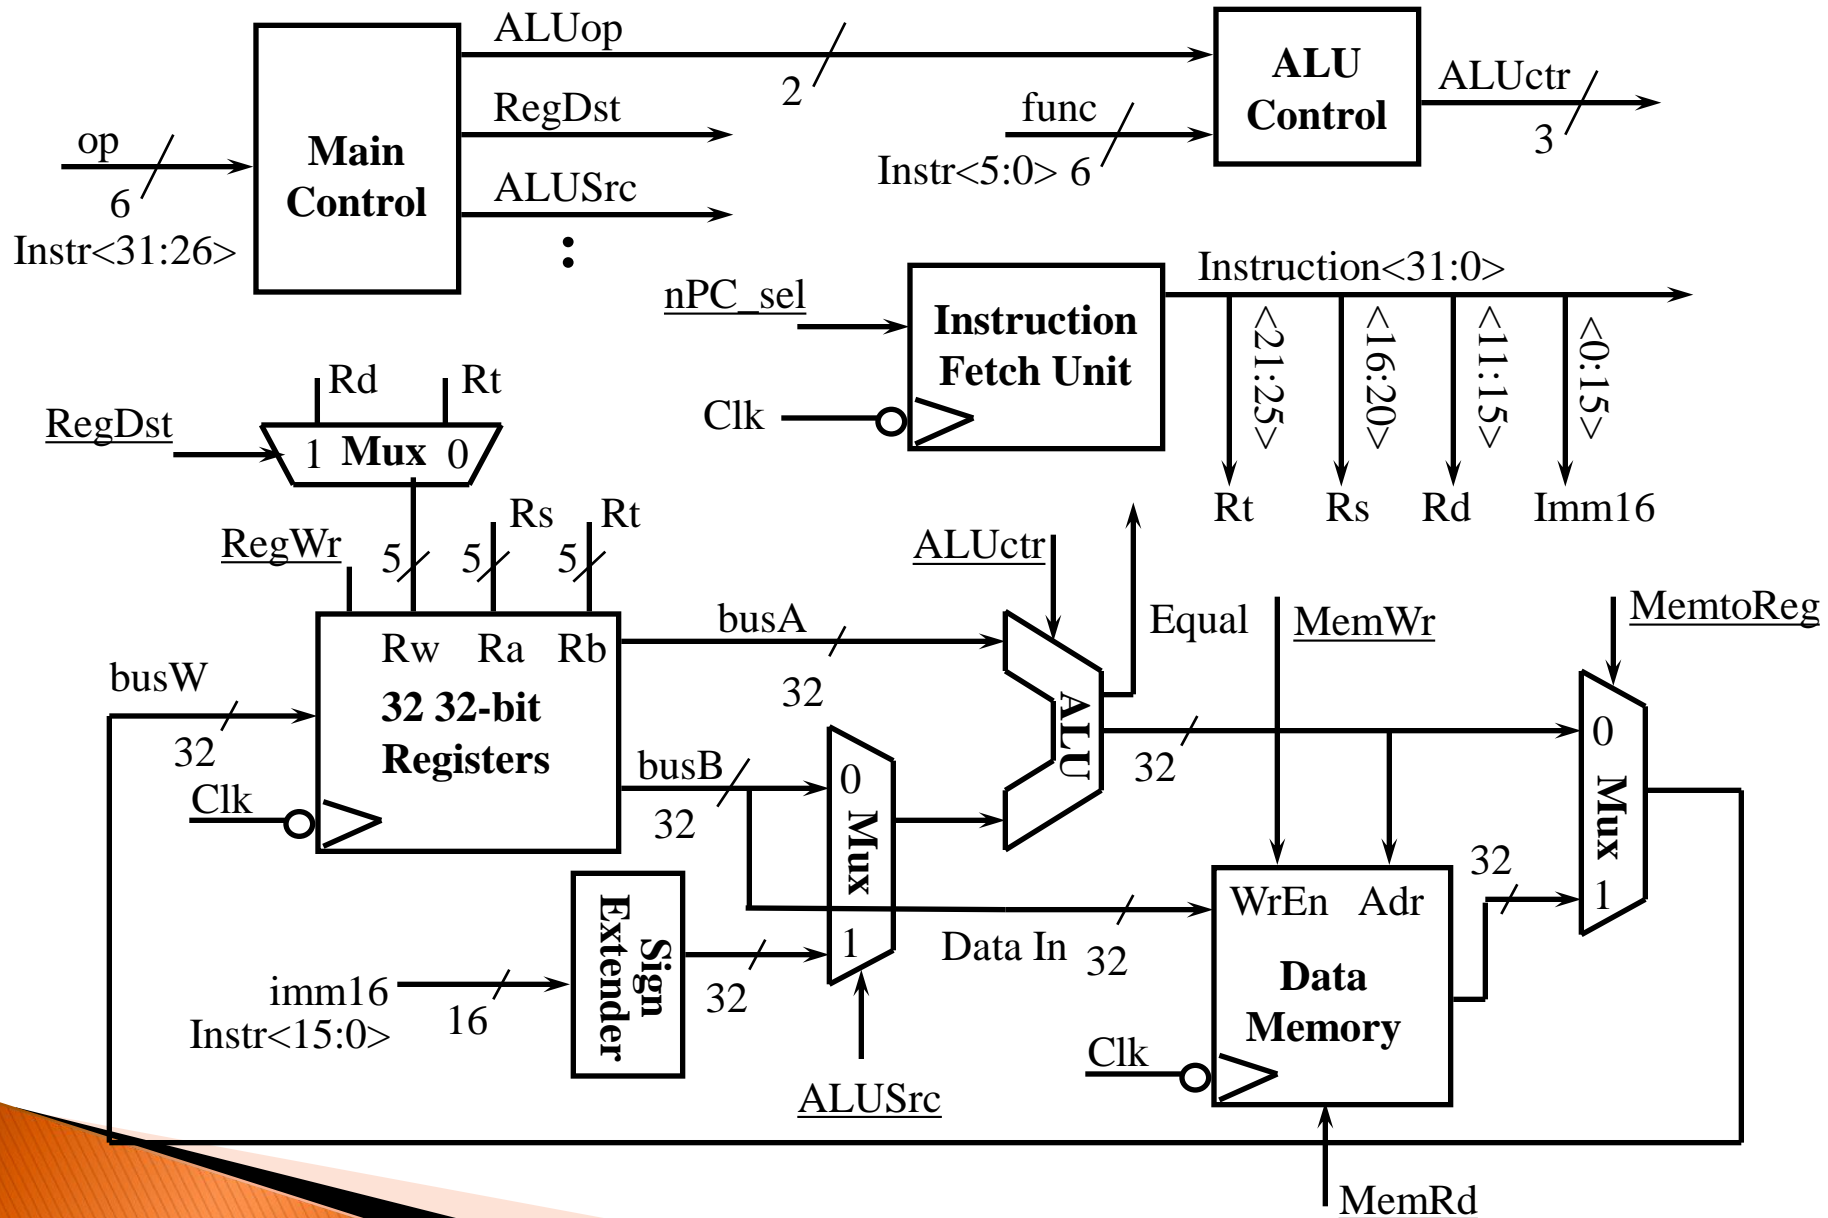 ALUop
2
RegDst
ALUSrc
op
6
Instr<31:26>
Main
Control
func
Instr<5:0>
6
ALU
Control
ALUctr
3
nPC_sel
Clk
Instruction
Fetch Unit
Instruction<31:0>
<21:25>
<16:20>
<11:15>
<0:15>
Rt
Rs
Rd
Imm16
Rd
Rt
RegDst
1
Mux
0
RegWr
5
5
Rs
5
Rt
busW
32
Clk
Rw
Ra
Rb
32 32-bit
Registers
busA
32
busB
32
0
Mux
1
ALUctr
ALU
Equal
32
MemWr
MemtoReg
0
Mux
1
32
imm16
Instr<15:0>
16
Sign
Extender
32
ALUSrc
Data In
32
WrEn
Adr
Data
Memory
Clk
MemRd